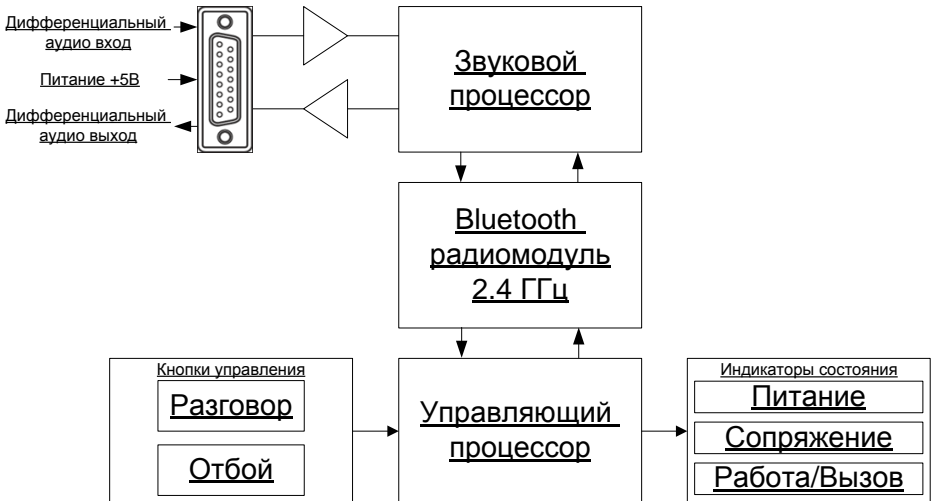 Дифференциальный
аудио вход
Питание +5В
Дифференциальный
аудио выход
Звуковой
процессор
Bluetooth
радиомодуль
2.4 ГГц
Кнопки управления
Разговор
Отбой
Управляющий
процессор
Индикаторы состояния
Питание
Сопряжение
Работа/Вызов